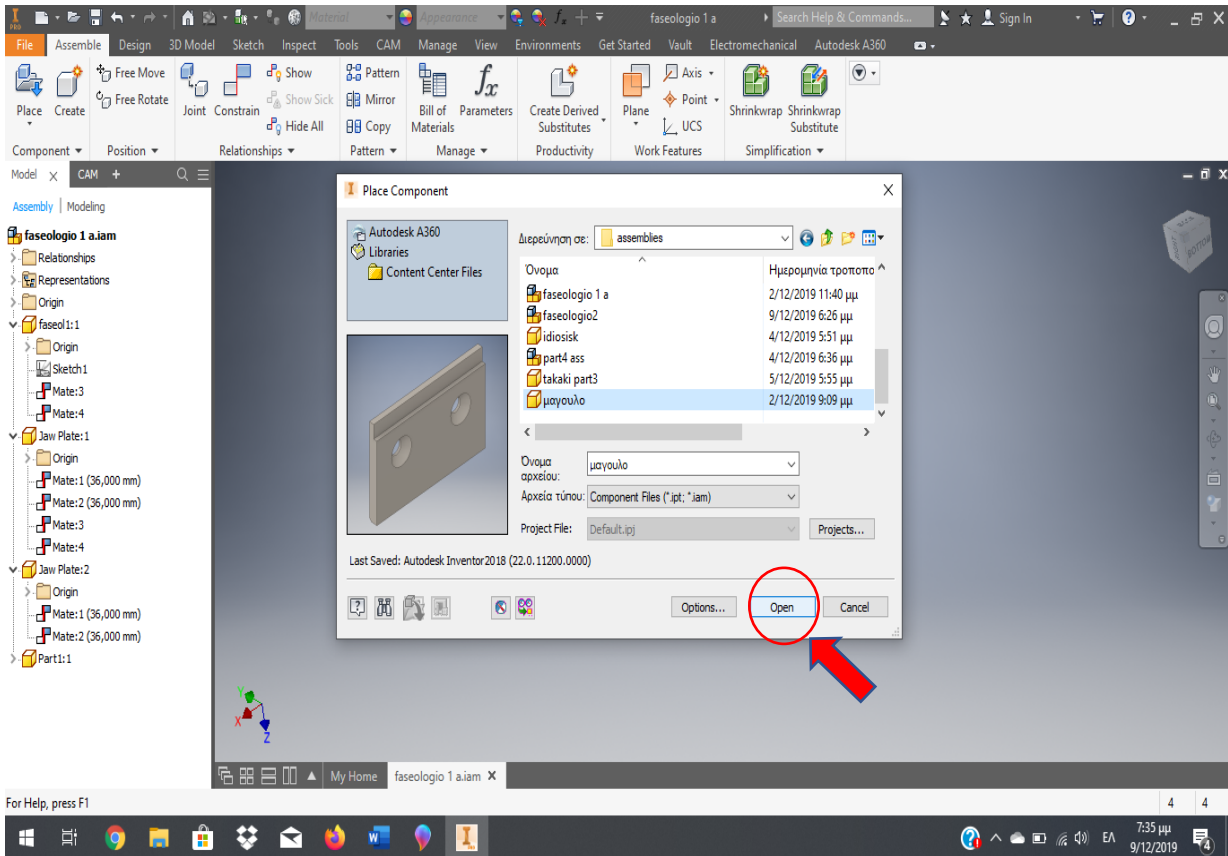 PRO
Material
Appearance
faseologio 1 a
Search Help & Commands...
Sign In
File Assemble Design 3D Model Sketch Inspect Tools CAM Manage View Environments Get Started Vault Electromechanical Autodesk A360
Place
Create
Free Move
Free Rotate
Joint
Constrain
Show
Show Sick
Hide All
Pattern
Mirror
Copy
Bill of Materials
Parameters
Create Derived
Substitutes
Plane
Axis
Point
UCS
Shrinkwrap
Shrinkwrap
Substitute
Component
Position
Relationships
Pattern
Manage
Productivity
Work Features
Simplification
Model X CAM +
Assembly | Modeling
faseologio 1 a.iam
Relationships
Representations
Origin
faseol1:1
Origin
Sketch1
Mate:3
Mate:4
Jaw Plate:1
Origin
Mate:1 (36,000 mm)
Mate:2 (36,000 mm)
Mate:3
Mate:4
Jaw Plate:2
Origin
Mate:1 (36,000 mm)
Mate:2 (36,000 mm)
Part1:1
Place Component
Autodesk A360
Libraries
Content Center Files
Διερεύνηση σε: assemblies
Όνομα Ημερομηνία τροποπο
faseologio 1 a 2/12/2019 11:40 μμ
faseologio2 9/12/2019 6:26 μμ
idiosisk 4/12/2019 5:51 μμ
part4 ass 4/12/2019 6:36 μμ
takaki part3 5/12/2019 5:55 μμ
μαγουλο 2/12/2019 9:09 μμ
Όνομα αρχείου: μαγουλο
Αρχεία τύπου: Component Files (*.ipt; *.iam)
Project File: Default.ipj Projects...
Last Saved: Autodesk Inventor 2018 (22.0.11200.0000)
Options... Open Cancel
BOTTOM
Y
X
Z
My Home faseologio 1 a.iam X
For Help, press F1
4 4
ΕΛ
7:35 μμ
9/12/2019
4